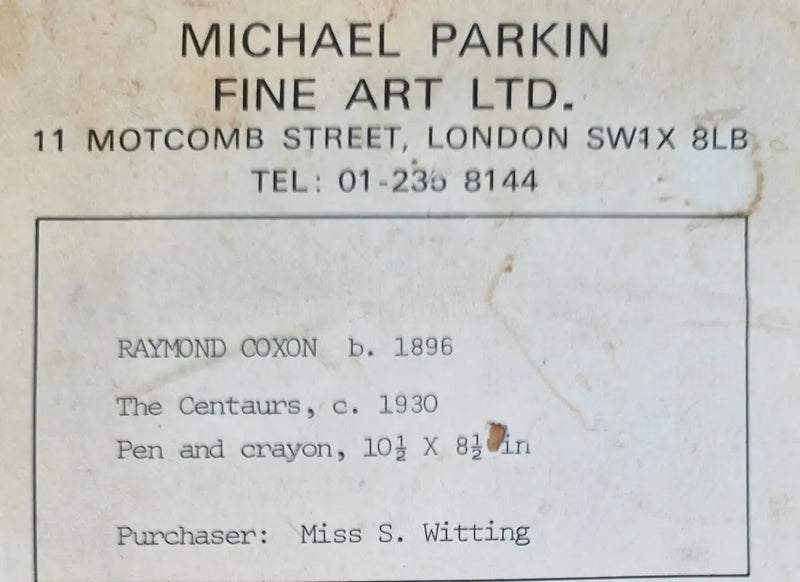 MICHAEL PARKIN
FINE ART LTD.
11 MOTCOMB STREET, LONDON SW1X 8LB
TEL: 01-235 8144
RAYMOND COXON b. 1896
The Centaurs, c. 1930
Pen and crayon, 10½ X 8½ in
Purchaser: Miss S. Witting